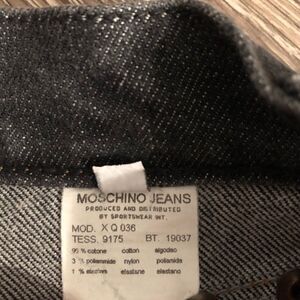 MOSCHINO JEANS
PRODUCED AND DISTRIBUTED
BY SPORTSWEAR INT.
MOD. X Q 036
TESS. 9175 BT. 19037
96 % cotone cotton algodao
3 % poliammide nylon poliamida
1 % elastane elastane elastano